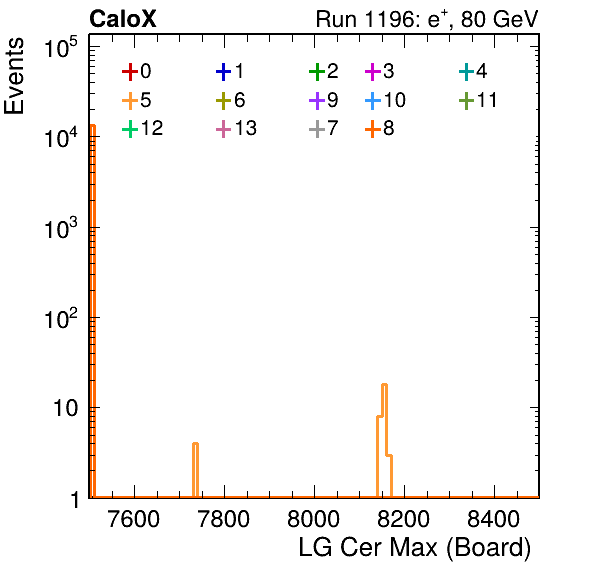 CaloX Run 1196: e⁺, 80 GeV
Events
10⁵
10⁴
10³
10²
10
1
0 1 2 3 4
5 6 9 10 11
12 13 7 8
7600 7800 8000 8200 8400
LG Cer Max (Board)